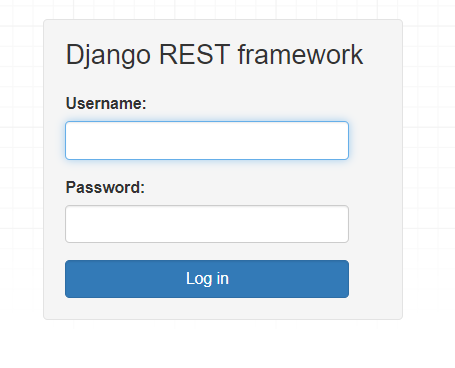 Django REST framework
Username:
Password:
Log in